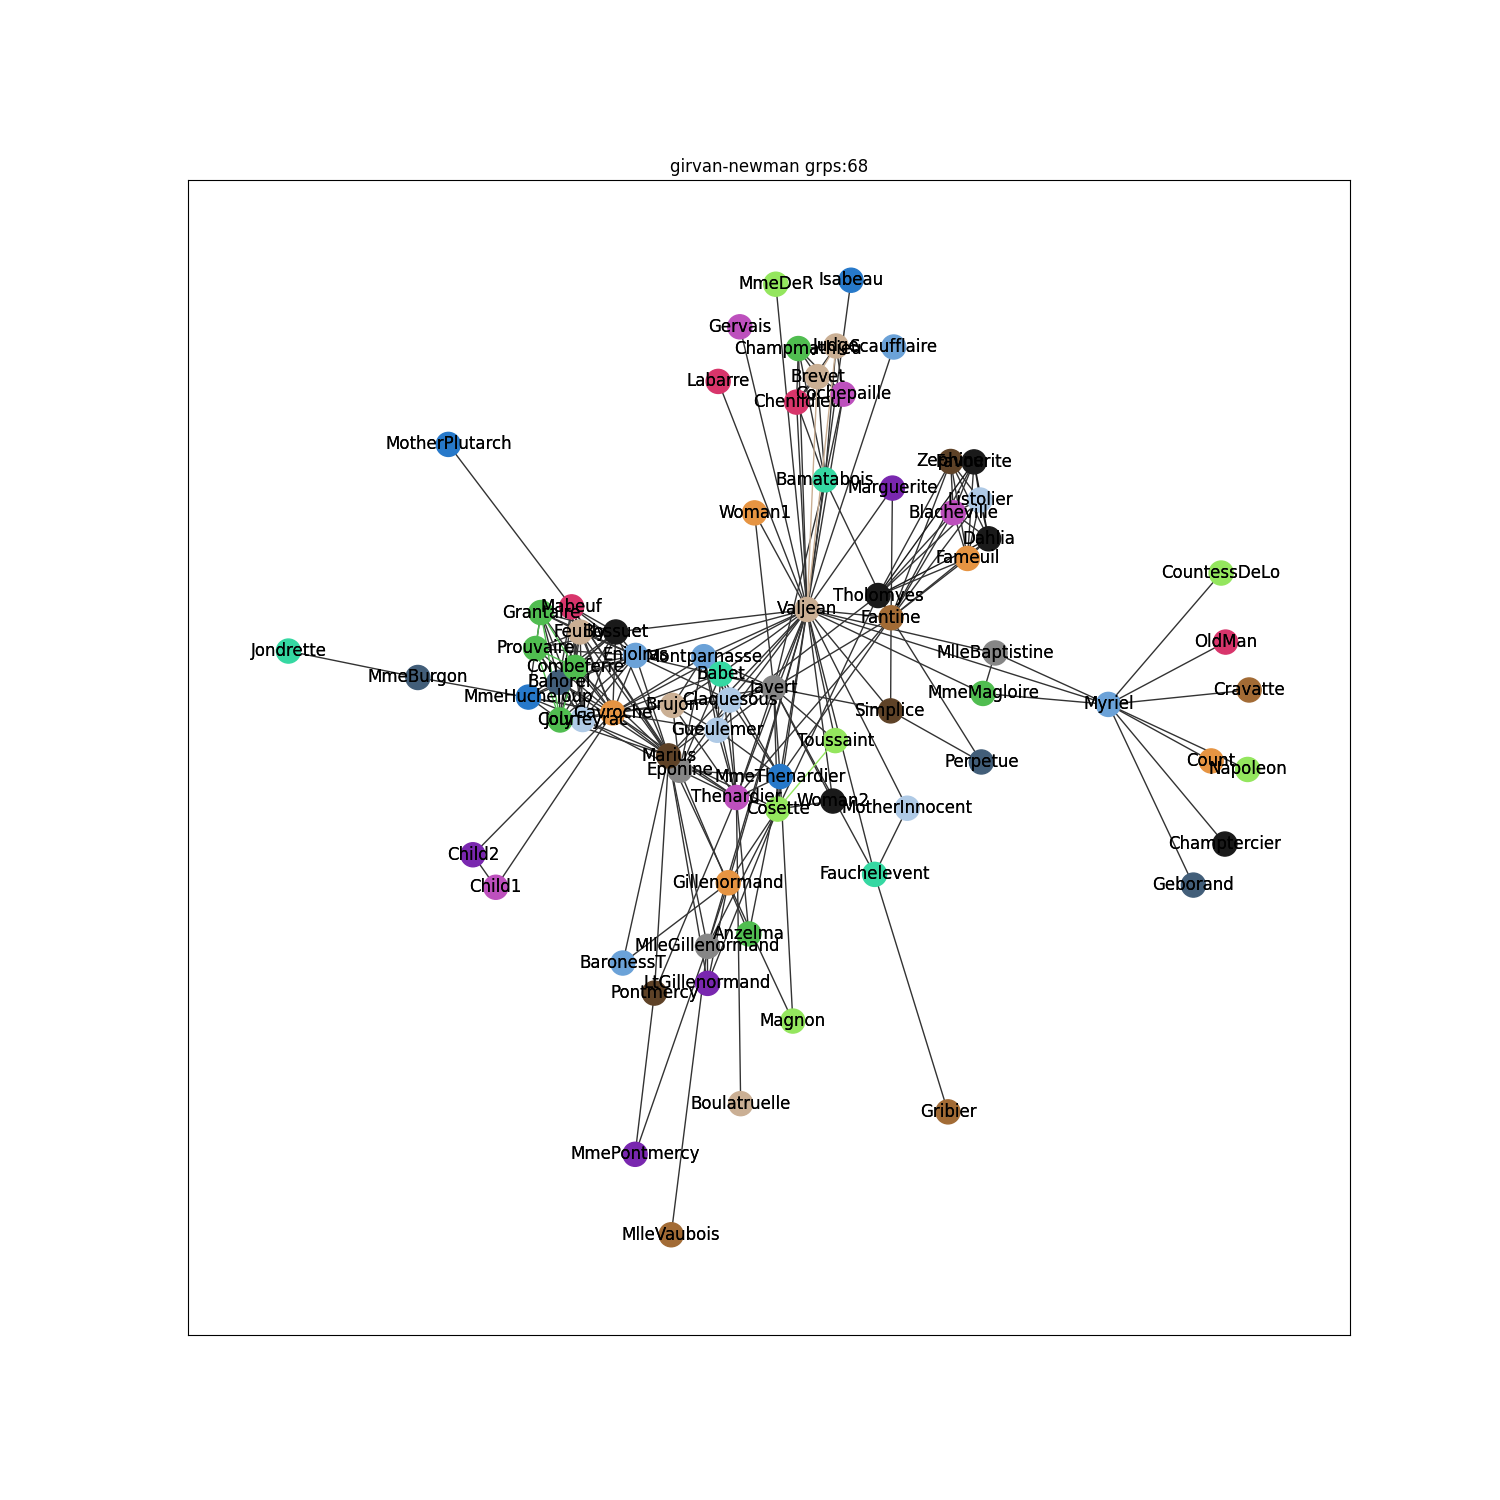 girvan-newman grps:68
Isabeau
MmeDeR
Gervais
Champmathieu
Judge
Scaufflaire
Brevet
Labarre
Cochepaille
Chenildieu
MotherPlutarch
Zephine
Favourite
Bamatabois
Marguerite
Listolier
Woman1
Blacheville
Dahlia
Fameuil
CountessDeLo
Tholomyes
Mabeuf
Valjean
Grantaire
Fantine
Feuilly
Bossuet
OldMan
Prouvaire
Jondrette
MlleBaptistine
Enjolras
Montparnasse
Combeferre
Babet
MmeBurgon
Bahorel
Javert
Cravatte
MmeMagloire
MmeHucheloup
Claquesous
Brujon
Myriel
Simplice
Gavroche
Joly
Courfeyrac
Gueulemer
Toussaint
Marius
Count
Perpetue
Napoleon
Eponine
MmeThenardier
Thenardier
Woman2
Cosette
MotherInnocent
Champtercier
Child2
Fauchelevent
Gillenormand
Geborand
Child1
Anzelma
MlleGillenormand
BaronessT
LtGillenormand
Pontmercy
Magnon
Boulatruelle
Gribier
MmePontmercy
MlleVaubois